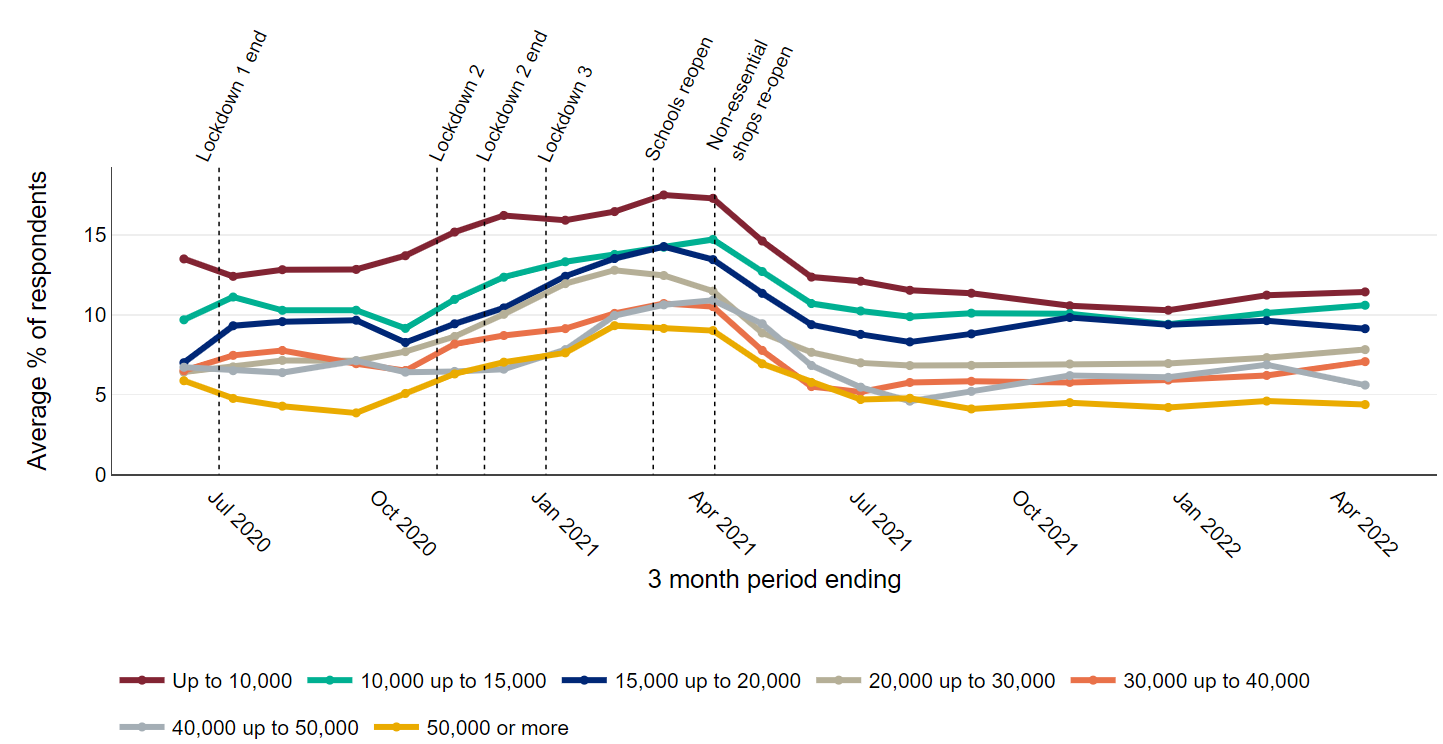 Lockdown 1 end
Lockdown 2
Lockdown 2 end
Lockdown 3
Schools reopen
Non-essential
shops re-open
Average % of respondents
15
10
5
0
Jul 2020
Oct 2020
Jan 2021
Apr 2021
Jul 2021
Oct 2021
Jan 2022
Apr 2022
3 month period ending
Up to 10,000
10,000 up to 15,000
15,000 up to 20,000
20,000 up to 30,000
30,000 up to 40,000
40,000 up to 50,000
50,000 or more